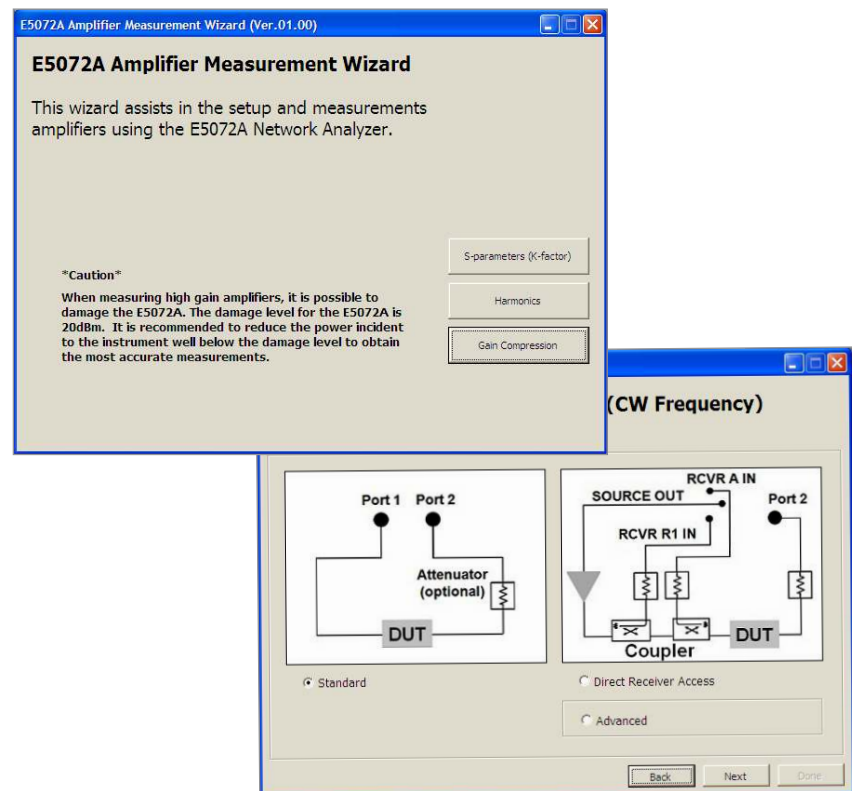 E5072A Amplifier Measurement Wizard (Ver.01.00)
E5072A Amplifier Measurement Wizard
This wizard assists in the setup and measurements
amplifiers using the E5072A Network Analyzer.
S-parameters (K-factor)
Harmonics
Gain Compression
*Caution*
When measuring high gain amplifiers, it is possible to
damage the E5072A. The damage level for the E5072A is
20dBm. It is recommended to reduce the power incident
to the instrument well below the damage level to obtain
the most accurate measurements.
(CW Frequency)
Port 1 Port 2
Attenuator
(optional)
DUT
RCVR A IN
SOURCE OUT
Port 2
RCVR R1 IN
DUT
Coupler
Standard
Direct Receiver Access
Advanced
Back Next Done